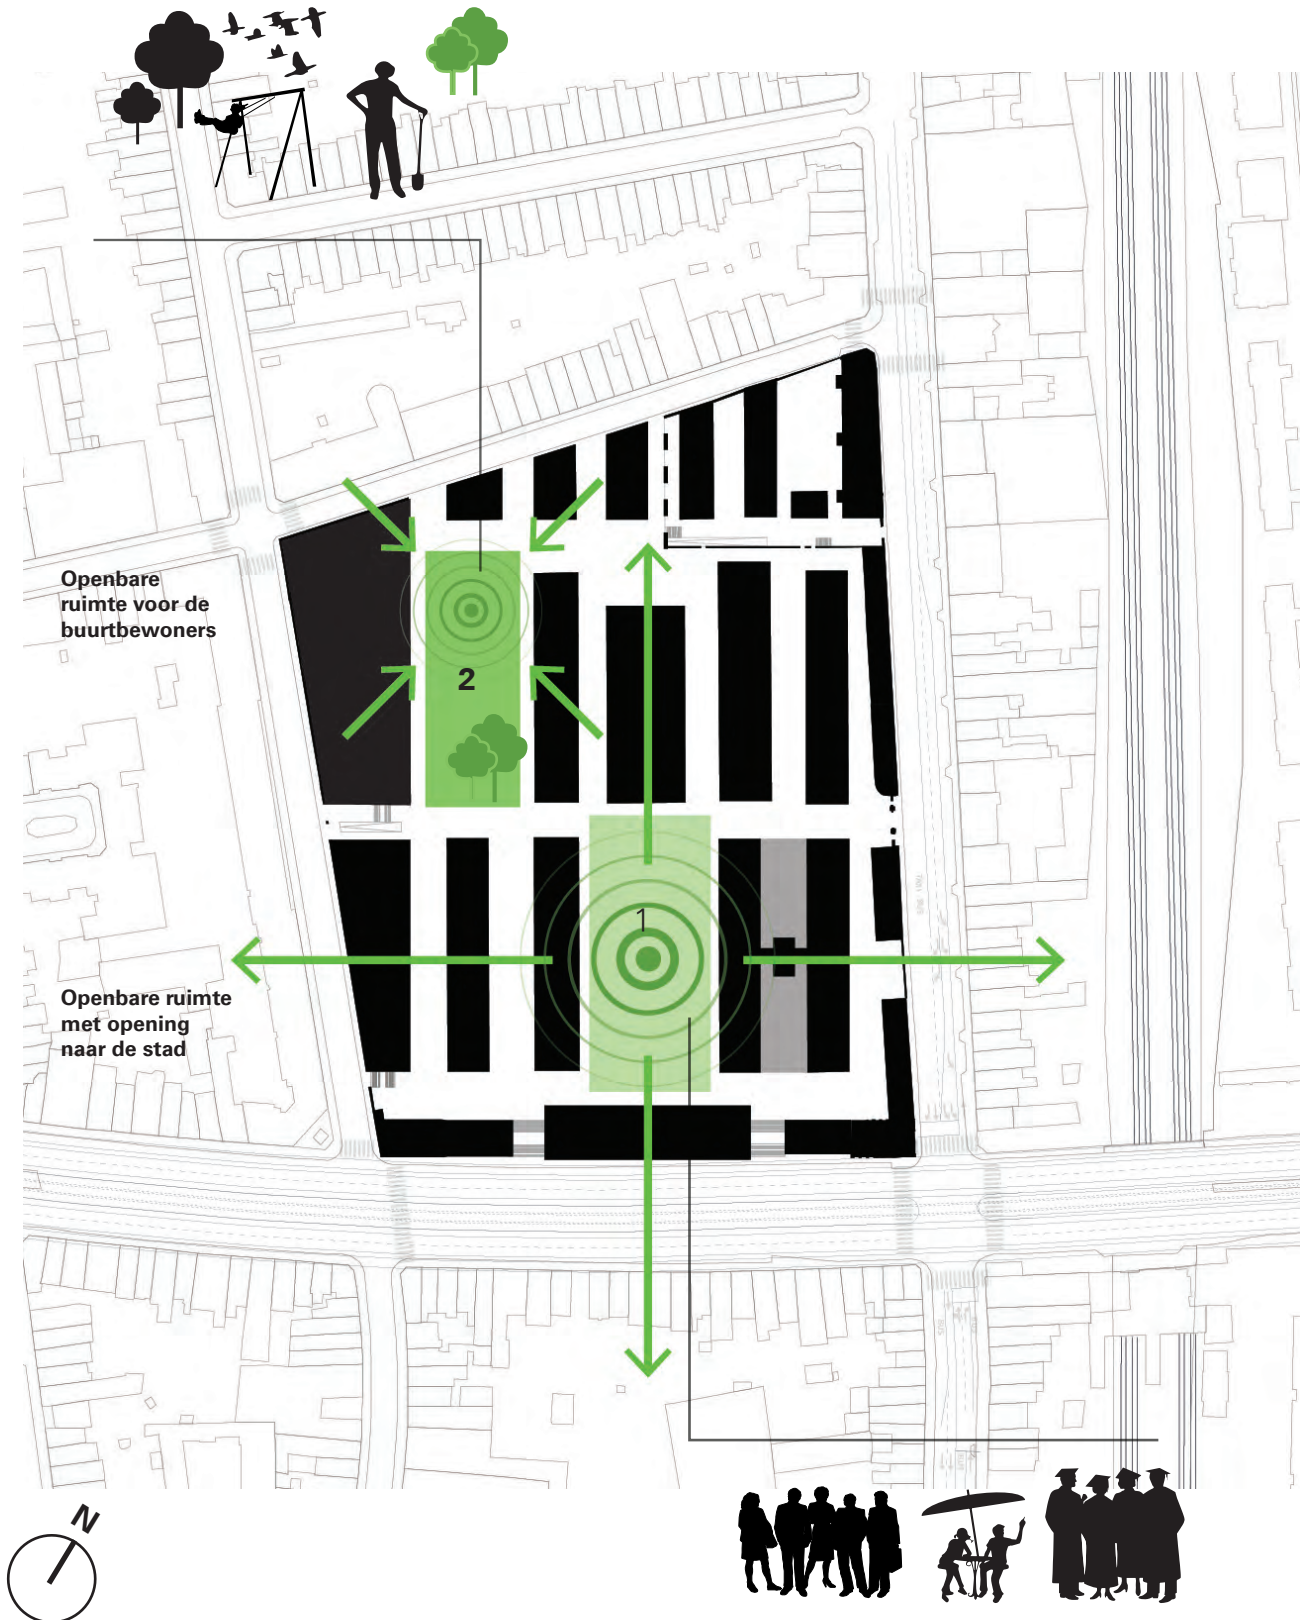 Openbare
ruimte voor de
buurtbewoners
2
1
Openbare ruimte
met opening
naar de stad
N